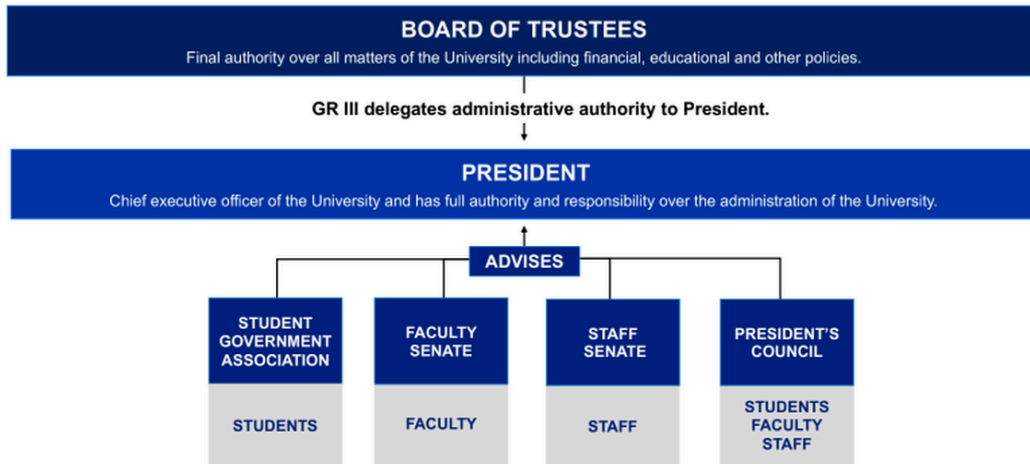 BOARD OF TRUSTEES
Final authority over all matters of the University including financial, educational and other policies.
GR III delegates administrative authority to President.
PRESIDENT
Chief executive officer of the University and has full authority and responsibility over the administration of the University.
ADVISES
STUDENT
GOVERNMENT
ASSOCIATION
STUDENTS
FACULTY
SENATE
FACULTY
STAFF
SENATE
STAFF
PRESIDENT'S
COUNCIL
STUDENTS
FACULTY
STAFF